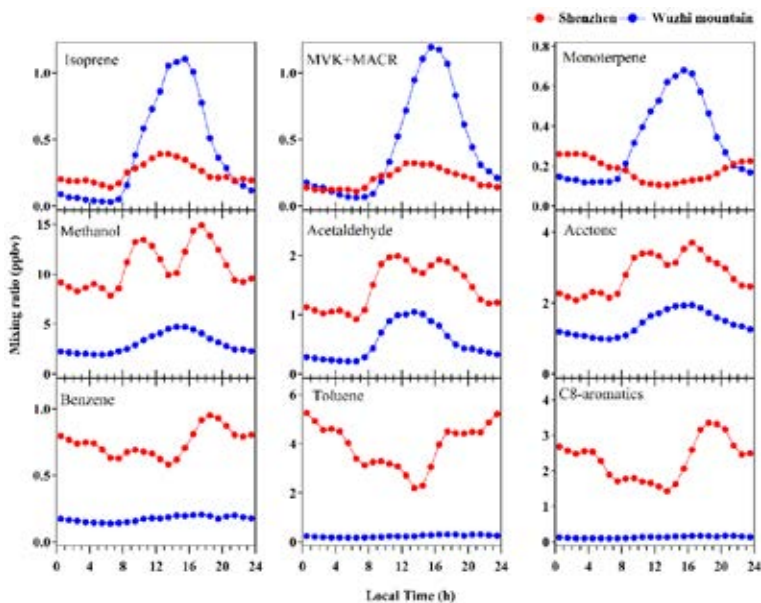 Shenzhen Wuzhi mountain
Isoprene MVK+MACR Monoterpene
1.0 1.0 0.8
0.6
0.5 0.5 0.4
0.2
0.0 0.0 0.0
Methanol Acetaldehyde Acetone
15 2 4
10
1 2
5
0 0 0
Benzene Toluene C8-aromatics
1.0 6 4
3
4
0.5 2
2
1
0.0 0 0
0 4 8 12 16 20 24 0 4 8 12 16 20 24 0 4 8 12 16 20 24
Mixing ratio (ppbv)
Local Time (h)